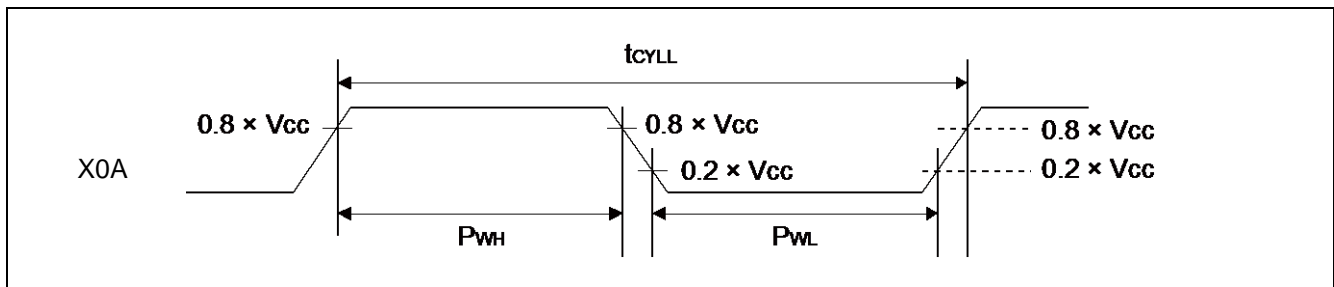 tCYLL
0.8 × Vcc
0.8 × Vcc
0.8 × Vcc
X0A
0.2 × Vcc
0.2 × Vcc
PWH
PWL